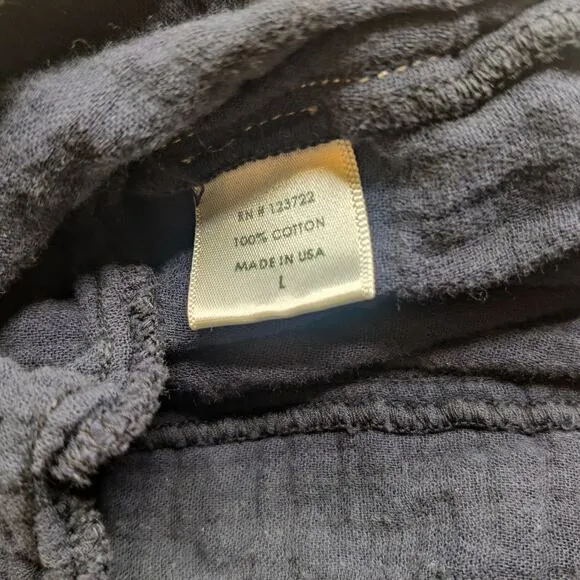 RN # 123722
100% COTTON
MADE IN USA
L